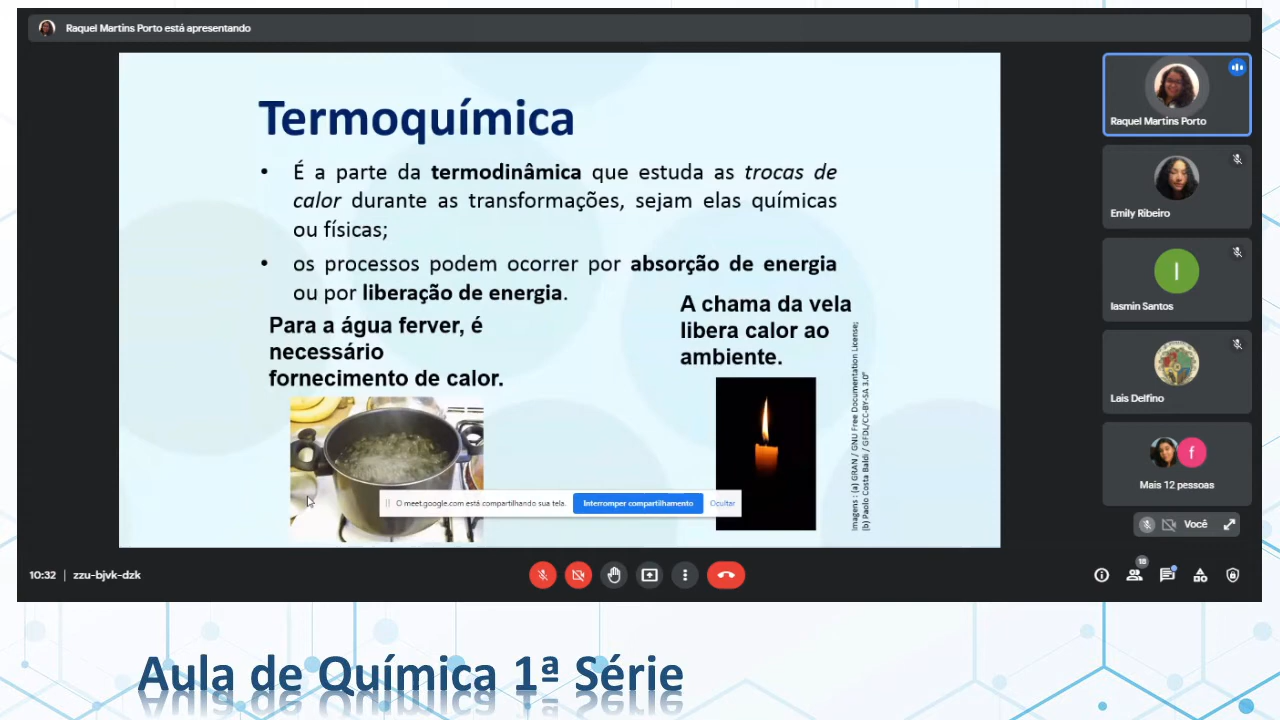 Raquel Martins Porto está apresentando
Termoquímica
• É a parte da termodinâmica que estuda as trocas de
calor durante as transformações, sejam elas químicas
ou físicas;
• os processos podem ocorrer por absorção de energia
ou por liberação de energia.
Para a água ferver, é
necessário
fornecimento de calor.
A chama da vela
libera calor ao
ambiente.
Imagens : (a) GRAN / GNU Free Documentation License;
(b) Paolo Costa Baldi / GFDL/CC-BY-SA 3.0"
O meet.google.com está compartilhando sua tela.
Interromper compartilhamento
Ocultar
Raquel Martins Porto
Emily Ribeiro
I
Iasmin Santos
Lais Delfino
f
Mais 12 pessoas
Você
10:32 | zzu-bjvk-dzk
18
Aula de Química 1ª Série